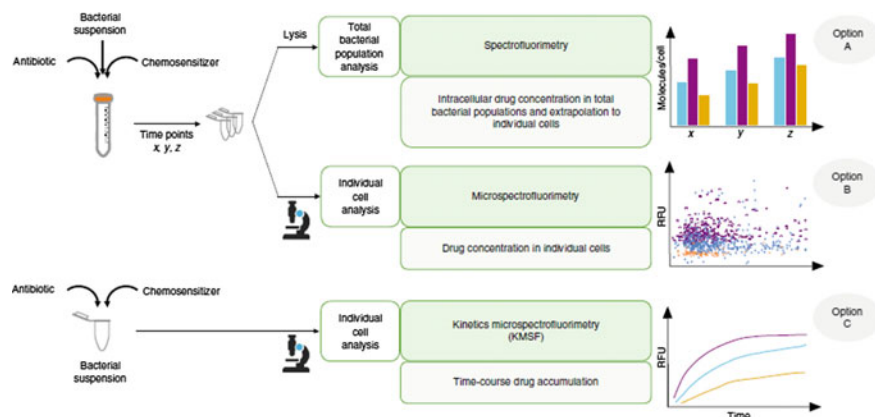 Bacterial
suspension
Antibiotic
Chemosensitizer
Time points
x, y, z
Lysis
Total
bacterial
population
analysis
Spectrofluorimetry
Intracellular drug concentration in total
bacterial populations and extrapolation to
individual cells
Molecules/cell
x y z
Option
A
Individual
cell
analysis
Microspectrofluorimetry
Drug concentration in individual cells
RFU
Option
B
Antibiotic
Chemosensitizer
Bacterial
suspension
Individual
cell
analysis
Kinetics microspectrofluorimetry
(KMSF)
Time-course drug accumulation
RFU
Time
Option
C